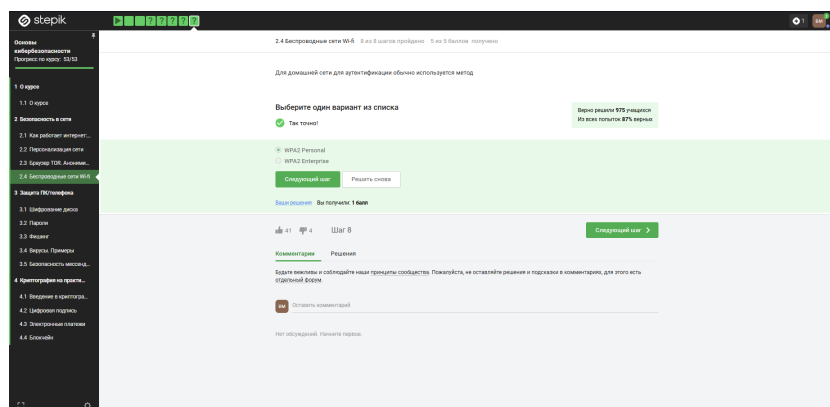 stepik
1
ВМ
Основы
кибербезопасности
Прогресс по курсу: 53/53
1 О курсе
1.1 О курсе
2 Безопасность в сети
2.1 Как работает интернет:...
2.2 Персонализация сети
2.3 Браузер TOR. Аноними...
2.4 Беспроводные сети Wi-fi
3 Защита ПК/телефона
3.1 Шифрование диска
3.2 Пароли
3.3 Фишинг
3.4 Вирусы. Примеры
3.5 Безопасность мессенд...
4 Криптография на практи...
4.1 Введение в криптогра...
4.2 Цифровая подпись
4.3 Электронные платежи
4.4 Блокчейн
2.4 Беспроводные сети Wi-fi 8 из 8 шагов пройдено 5 из 5 баллов получено
Для домашней сети для аутентификации обычно используется метод
Выберите один вариант из списка
Так точно!
Верно решили 975 учащихся
Из всех попыток 87% верных
WPA2 Personal
WPA2 Enterprise
Следующий шаг
Решить снова
Ваши решения Вы получили: 1 балл
41 4 Шаг 8
Следующий шаг
Комментарии Решения
Будьте вежливы и соблюдайте наши принципы сообщества. Пожалуйста, не оставляйте решения и подсказки в комментариях, для этого есть
отдельный форум.
ВМ
Оставить комментарий
Нет обсуждений. Начните первое.